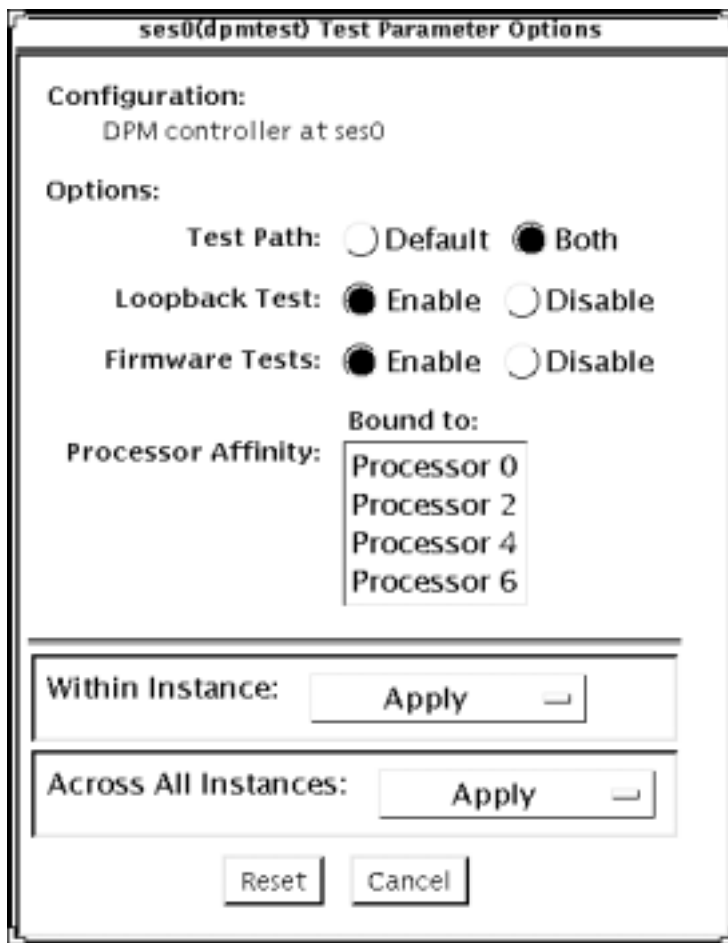 ses0(dpmtest) Test Parameter Options
Configuration:
DPM controller at ses0
Options:
Test Path: Default Both
Loopback Test: Enable Disable
Firmware Tests: Enable Disable
Bound to:
Processor Affinity:
Processor 0
Processor 2
Processor 4
Processor 6
Within Instance: Apply
Across All Instances: Apply
Reset Cancel